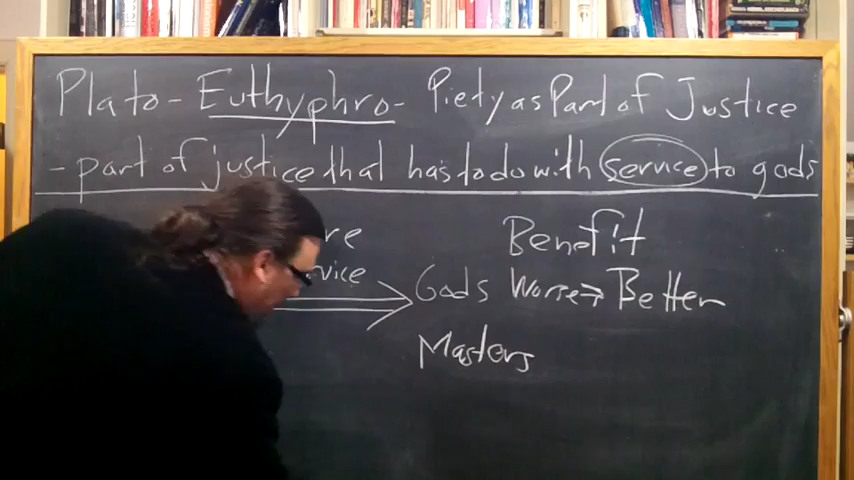 Plato - Euthyphro - Piety as Part of Justice
- part of justice that has to do with service to gods
re Benefit
vice Gods Worse → Better
Masters